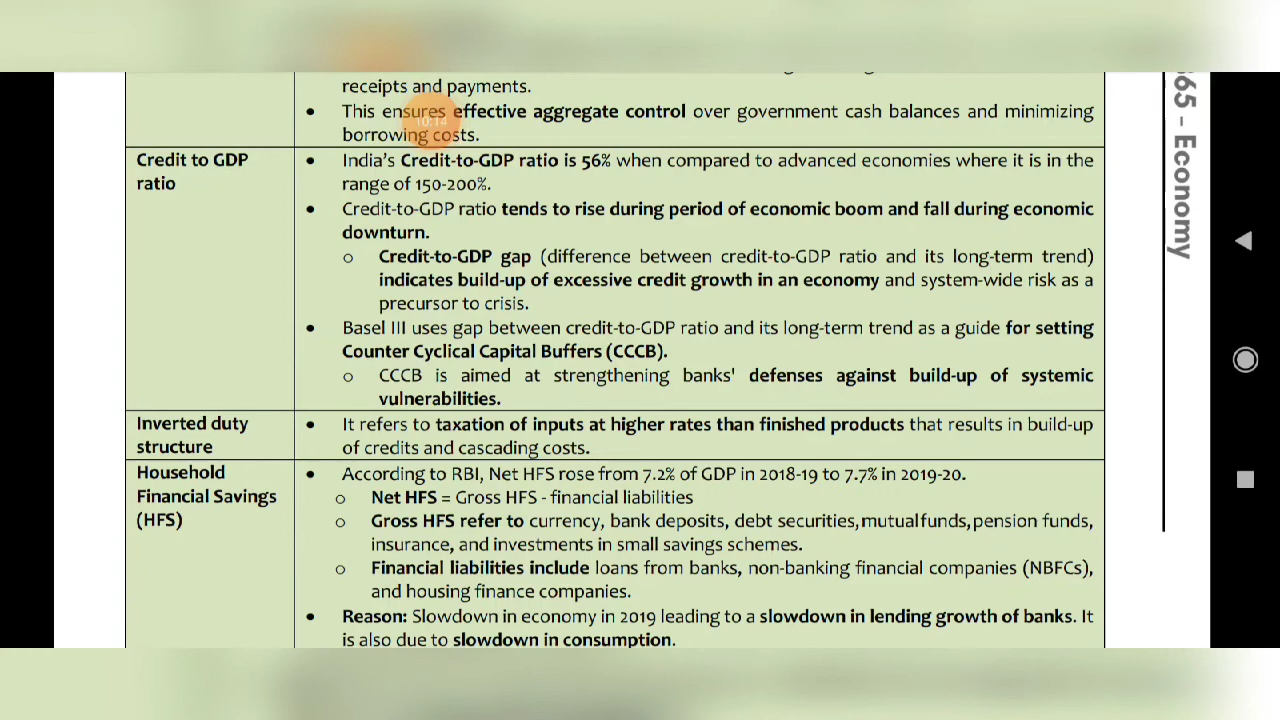 receipts and payments.
• This ensures effective aggregate control over government cash balances and minimizing
borrowing costs.
10:14
Credit to GDP
ratio
• India's Credit-to-GDP ratio is 56% when compared to advanced economies where it is in the
range of 150-200%.
• Credit-to-GDP ratio tends to rise during period of economic boom and fall during economic
downturn.
o Credit-to-GDP gap (difference between credit-to-GDP ratio and its long-term trend)
indicates build-up of excessive credit growth in an economy and system-wide risk as a
precursor to crisis.
• Basel III uses gap between credit-to-GDP ratio and its long-term trend as a guide for setting
Counter Cyclical Capital Buffers (CCCB).
o CCCB is aimed at strengthening banks' defenses against build-up of systemic
vulnerabilities.
Inverted duty
structure
• It refers to taxation of inputs at higher rates than finished products that results in build-up
of credits and cascading costs.
Household
Financial Savings
(HFS)
• According to RBI, Net HFS rose from 7.2% of GDP in 2018-19 to 7.7% in 2019-20.
o Net HFS = Gross HFS - financial liabilities
o Gross HFS refer to currency, bank deposits, debt securities, mutual funds, pension funds,
insurance, and investments in small savings schemes.
o Financial liabilities include loans from banks, non-banking financial companies (NBFCs),
and housing finance companies.
• Reason: Slowdown in economy in 2019 leading to a slowdown in lending growth of banks. It
is also due to slowdown in consumption.
65 - Economy